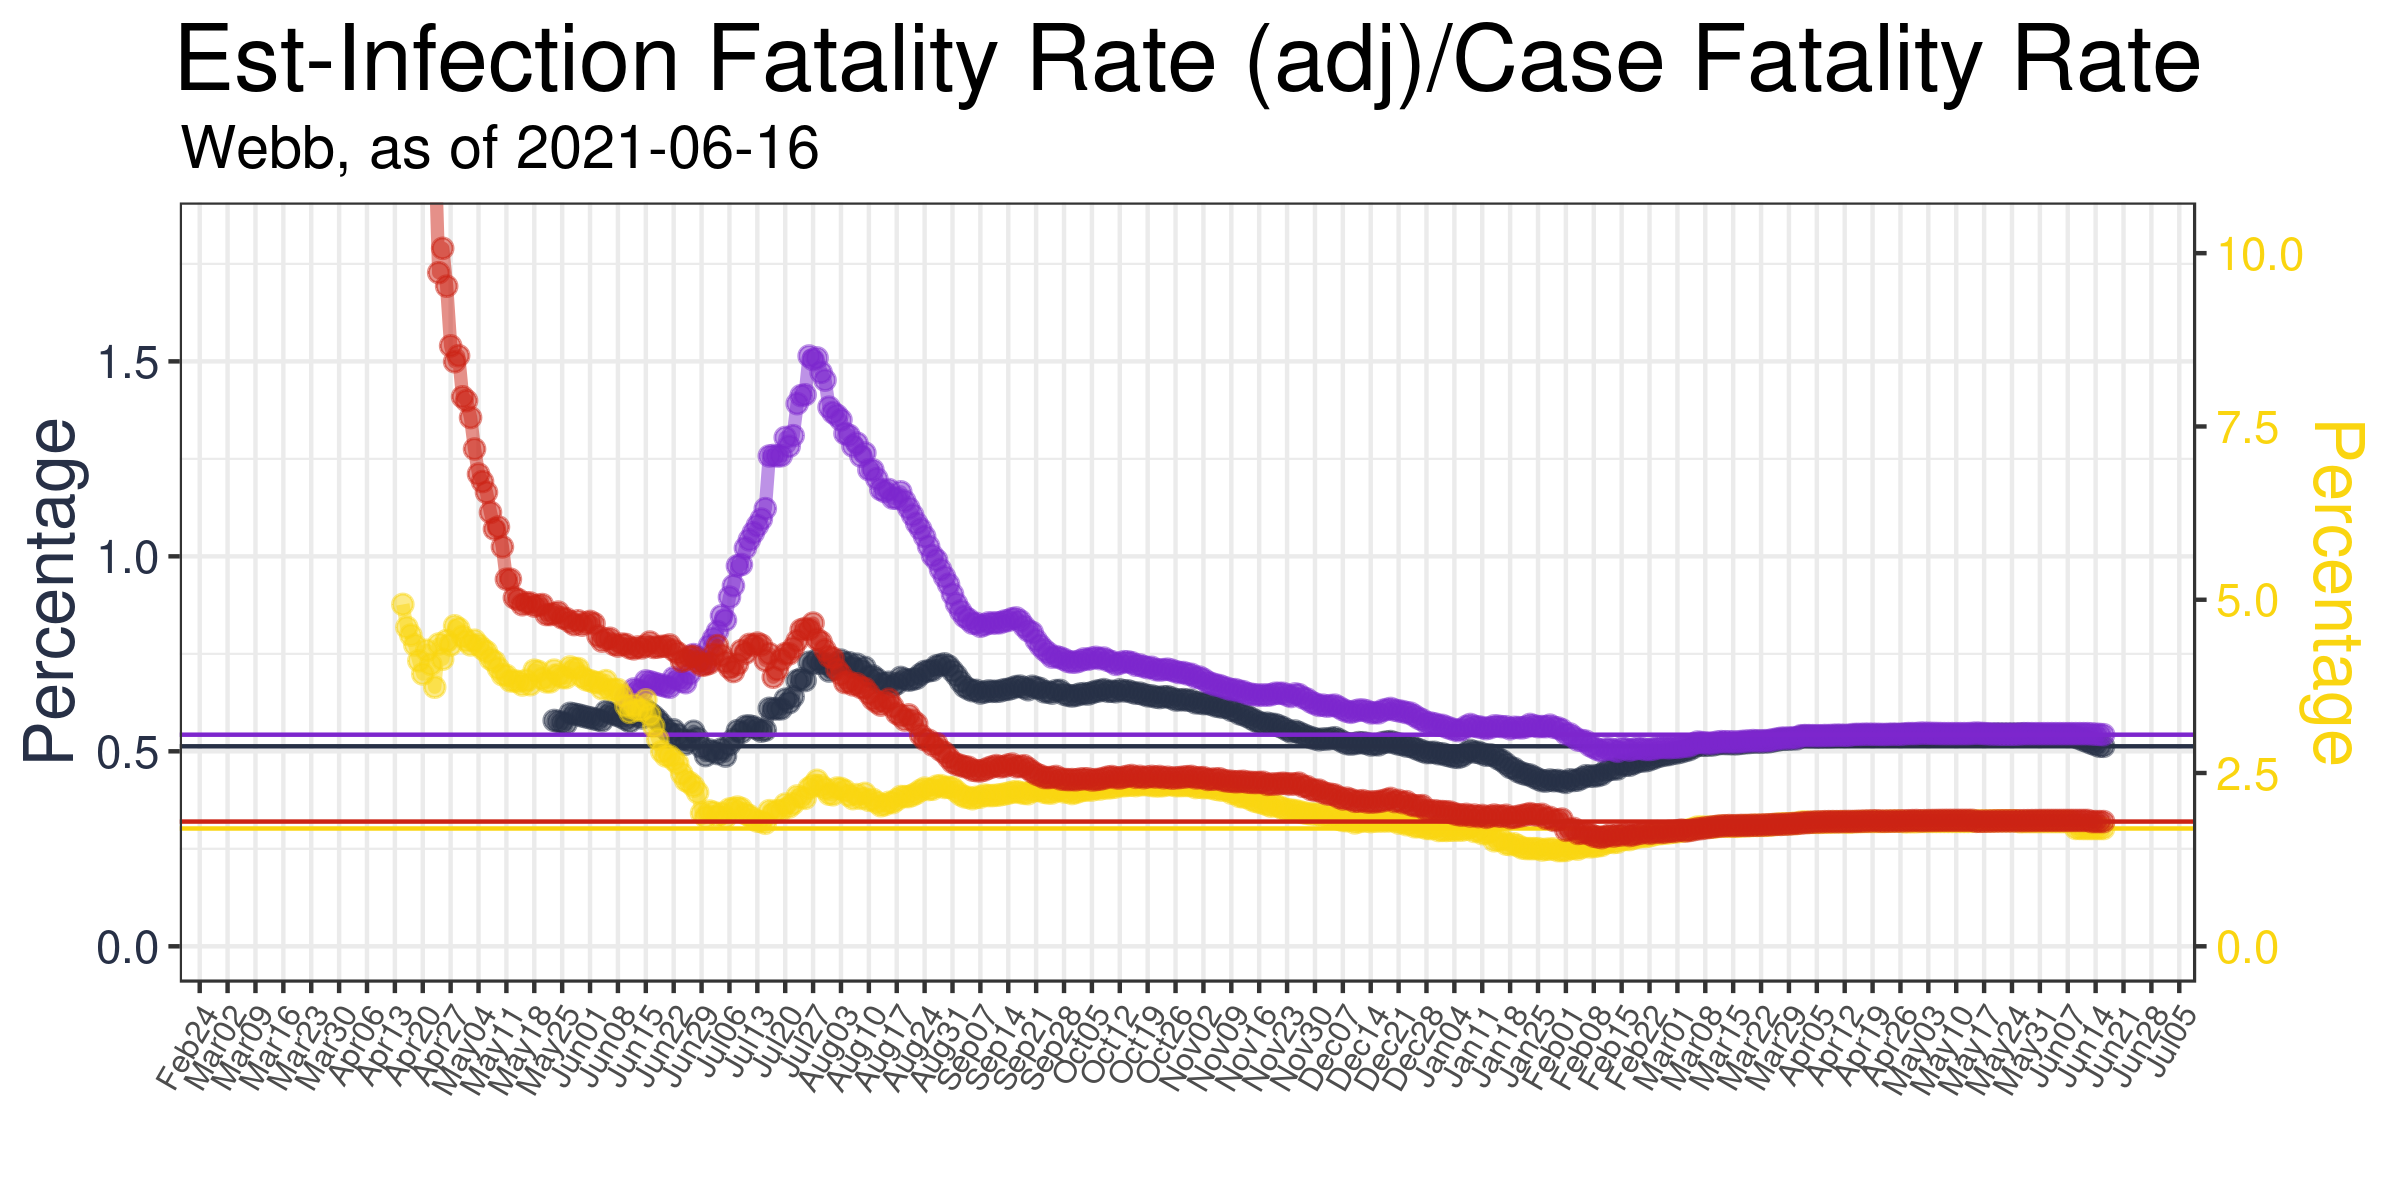 Est-Infection Fatality Rate (adj)/Case Fatality Rate
Webb, as of 2021-06-16
Percentage
1.5
1.0
0.5
0.0
10.0
7.5
5.0
2.5
0.0
Percentage
Feb24
Mar02
Mar09
Mar16
Mar23
Mar30
Apr06
Apr13
Apr20
Apr27
May04
May11
May18
May25
Jun01
Jun08
Jun15
Jun22
Jun29
Jul06
Jul13
Jul20
Jul27
Aug03
Aug10
Aug17
Aug24
Aug31
Sep07
Sep14
Sep21
Sep28
Oct05
Oct12
Oct19
Oct26
Nov02
Nov09
Nov16
Nov23
Nov30
Dec07
Dec14
Dec21
Dec28
Jan04
Jan11
Jan18
Jan25
Feb01
Feb08
Feb15
Feb22
Mar01
Mar08
Mar15
Mar22
Mar29
Apr05
Apr12
Apr19
Apr26
May03
May10
May17
May24
May31
Jun07
Jun14
Jun21
Jun28
Jul05